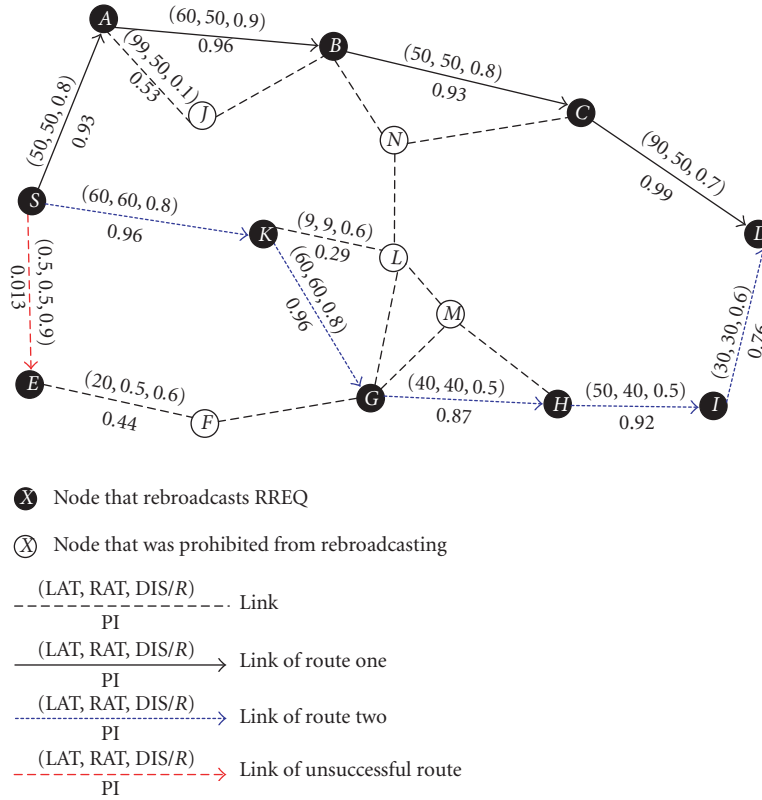 A
(60, 50, 0.9)
0.96
B
(99, 50, 0.1)
0.53
J
(50, 50, 0.8)
0.93
C
N
(50, 50, 0.8)
0.93
(90, 50, 0.7)
0.99
S
(60, 60, 0.8)
0.96
K
(9, 9, 0.6)
0.29
L
D
(0.5, 0.5, 0.9)
0.013
(60, 60, 0.8)
0.96
M
(30, 30, 0.6)
0.76
E
(20, 0.5, 0.6)
0.44
F
G
(40, 40, 0.5)
0.87
H
(50, 40, 0.5)
0.92
I
X Node that rebroadcasts RREQ
X Node that was prohibited from rebroadcasting
(LAT, RAT, DIS/R)
PI
Link
(LAT, RAT, DIS/R)
PI
Link of route one
(LAT, RAT, DIS/R)
PI
Link of route two
(LAT, RAT, DIS/R)
PI
Link of unsuccessful route